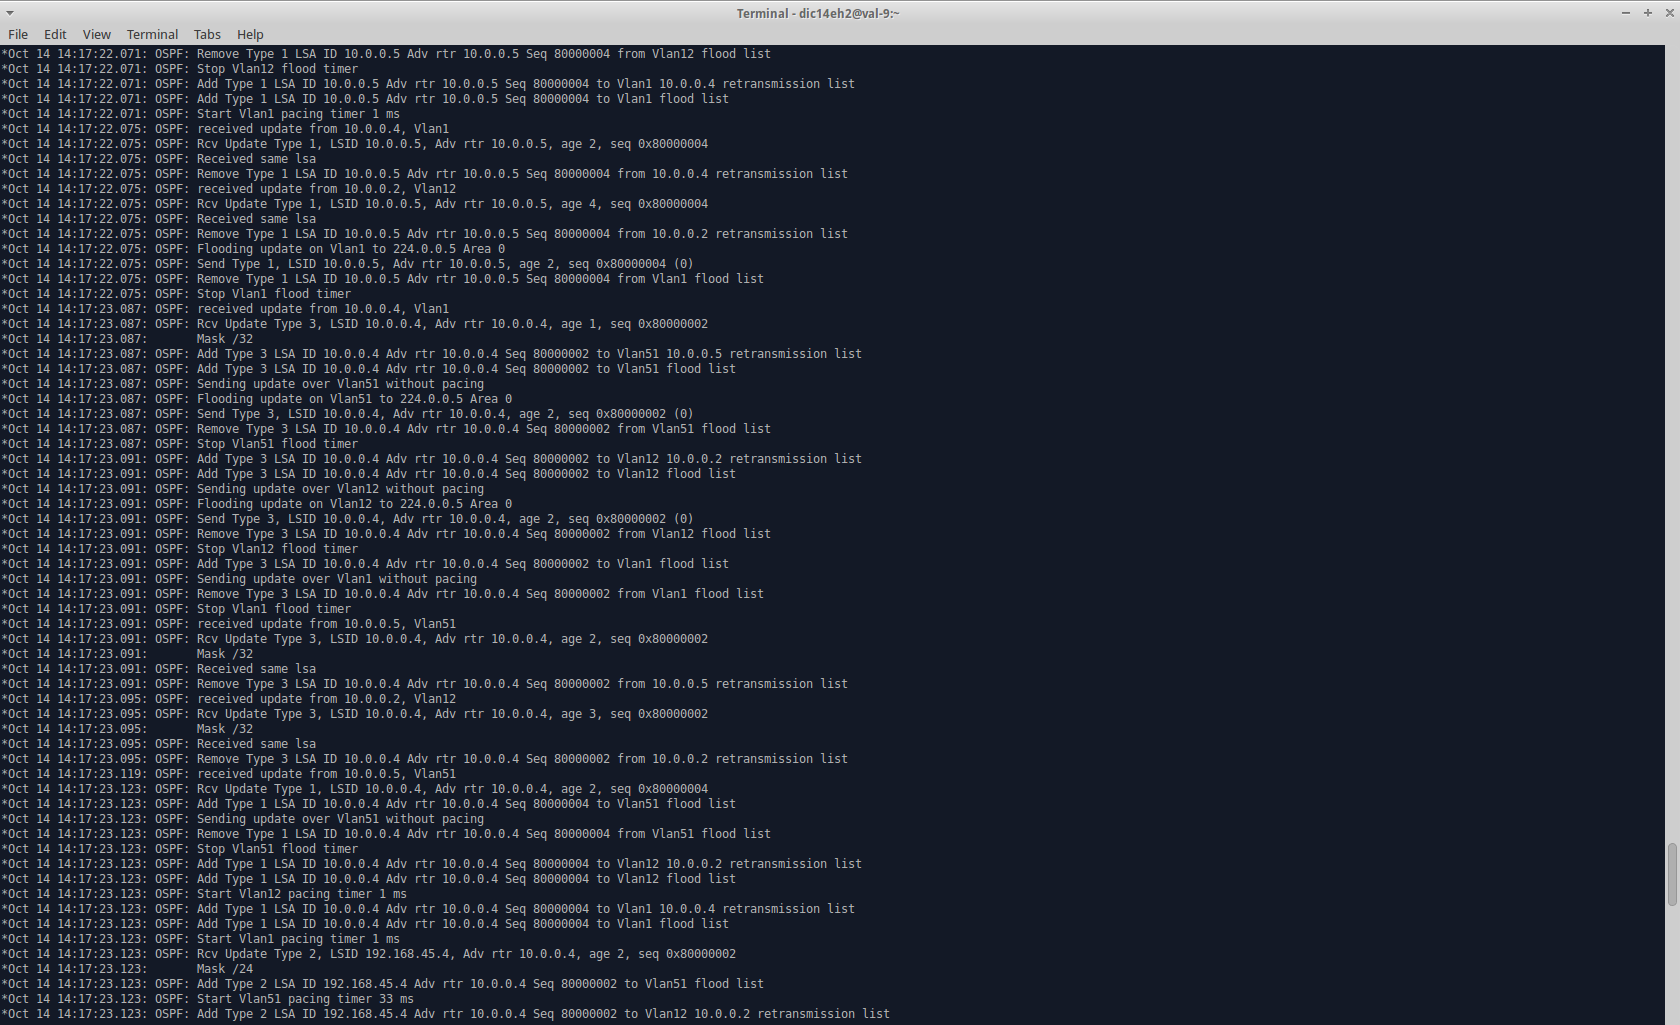 Terminal - dic14eh2@val-9:~
File Edit View Terminal Tabs Help
*Oct 14 14:17:22.071: OSPF: Remove Type 1 LSA ID 10.0.0.5 Adv rtr 10.0.0.5 Seq 80000004 from Vlan12 flood list
*Oct 14 14:17:22.071: OSPF: Stop Vlan12 flood timer
*Oct 14 14:17:22.071: OSPF: Add Type 1 LSA ID 10.0.0.5 Adv rtr 10.0.0.5 Seq 80000004 to Vlan1 10.0.0.4 retransmission list
*Oct 14 14:17:22.071: OSPF: Add Type 1 LSA ID 10.0.0.5 Adv rtr 10.0.0.5 Seq 80000004 to Vlan1 flood list
*Oct 14 14:17:22.071: OSPF: Start Vlan1 pacing timer 1 ms
*Oct 14 14:17:22.075: OSPF: received update from 10.0.0.4, Vlan1
*Oct 14 14:17:22.075: OSPF: Rcv Update Type 1, LSID 10.0.0.5, Adv rtr 10.0.0.5, age 2, seq 0x80000004
*Oct 14 14:17:22.075: OSPF: Received same lsa
*Oct 14 14:17:22.075: OSPF: Remove Type 1 LSA ID 10.0.0.5 Adv rtr 10.0.0.5 Seq 80000004 from 10.0.0.4 retransmission list
*Oct 14 14:17:22.075: OSPF: received update from 10.0.0.2, Vlan12
*Oct 14 14:17:22.075: OSPF: Rcv Update Type 1, LSID 10.0.0.5, Adv rtr 10.0.0.5, age 4, seq 0x80000004
*Oct 14 14:17:22.075: OSPF: Received same lsa
*Oct 14 14:17:22.075: OSPF: Remove Type 1 LSA ID 10.0.0.5 Adv rtr 10.0.0.5 Seq 80000004 from 10.0.0.2 retransmission list
*Oct 14 14:17:22.075: OSPF: Flooding update on Vlan1 to 224.0.0.5 Area 0
*Oct 14 14:17:22.075: OSPF: Send Type 1, LSID 10.0.0.5, Adv rtr 10.0.0.5, age 2, seq 0x80000004 (0)
*Oct 14 14:17:22.075: OSPF: Remove Type 1 LSA ID 10.0.0.5 Adv rtr 10.0.0.5 Seq 80000004 from Vlan1 flood list
*Oct 14 14:17:22.075: OSPF: Stop Vlan1 flood timer
*Oct 14 14:17:23.087: OSPF: received update from 10.0.0.4, Vlan1
*Oct 14 14:17:23.087: OSPF: Rcv Update Type 3, LSID 10.0.0.4, Adv rtr 10.0.0.4, age 1, seq 0x80000002
*Oct 14 14:17:23.087:       Mask /32
*Oct 14 14:17:23.087: OSPF: Add Type 3 LSA ID 10.0.0.4 Adv rtr 10.0.0.4 Seq 80000002 to Vlan51 10.0.0.5 retransmission list
*Oct 14 14:17:23.087: OSPF: Add Type 3 LSA ID 10.0.0.4 Adv rtr 10.0.0.4 Seq 80000002 to Vlan51 flood list
*Oct 14 14:17:23.087: OSPF: Sending update over Vlan51 without pacing
*Oct 14 14:17:23.087: OSPF: Flooding update on Vlan51 to 224.0.0.5 Area 0
*Oct 14 14:17:23.087: OSPF: Send Type 3, LSID 10.0.0.4, Adv rtr 10.0.0.4, age 2, seq 0x80000002 (0)
*Oct 14 14:17:23.087: OSPF: Remove Type 3 LSA ID 10.0.0.4 Adv rtr 10.0.0.4 Seq 80000002 from Vlan51 flood list
*Oct 14 14:17:23.087: OSPF: Stop Vlan51 flood timer
*Oct 14 14:17:23.091: OSPF: Add Type 3 LSA ID 10.0.0.4 Adv rtr 10.0.0.4 Seq 80000002 to Vlan12 10.0.0.2 retransmission list
*Oct 14 14:17:23.091: OSPF: Add Type 3 LSA ID 10.0.0.4 Adv rtr 10.0.0.4 Seq 80000002 to Vlan12 flood list
*Oct 14 14:17:23.091: OSPF: Sending update over Vlan12 without pacing
*Oct 14 14:17:23.091: OSPF: Flooding update on Vlan12 to 224.0.0.5 Area 0
*Oct 14 14:17:23.091: OSPF: Send Type 3, LSID 10.0.0.4, Adv rtr 10.0.0.4, age 2, seq 0x80000002 (0)
*Oct 14 14:17:23.091: OSPF: Remove Type 3 LSA ID 10.0.0.4 Adv rtr 10.0.0.4 Seq 80000002 from Vlan12 flood list
*Oct 14 14:17:23.091: OSPF: Stop Vlan12 flood timer
*Oct 14 14:17:23.091: OSPF: Add Type 3 LSA ID 10.0.0.4 Adv rtr 10.0.0.4 Seq 80000002 to Vlan1 flood list
*Oct 14 14:17:23.091: OSPF: Sending update over Vlan1 without pacing
*Oct 14 14:17:23.091: OSPF: Remove Type 3 LSA ID 10.0.0.4 Adv rtr 10.0.0.4 Seq 80000002 from Vlan1 flood list
*Oct 14 14:17:23.091: OSPF: Stop Vlan1 flood timer
*Oct 14 14:17:23.091: OSPF: received update from 10.0.0.5, Vlan51
*Oct 14 14:17:23.091: OSPF: Rcv Update Type 3, LSID 10.0.0.4, Adv rtr 10.0.0.4, age 2, seq 0x80000002
*Oct 14 14:17:23.091:       Mask /32
*Oct 14 14:17:23.091: OSPF: Received same lsa
*Oct 14 14:17:23.091: OSPF: Remove Type 3 LSA ID 10.0.0.4 Adv rtr 10.0.0.4 Seq 80000002 from 10.0.0.5 retransmission list
*Oct 14 14:17:23.095: OSPF: received update from 10.0.0.2, Vlan12
*Oct 14 14:17:23.095: OSPF: Rcv Update Type 3, LSID 10.0.0.4, Adv rtr 10.0.0.4, age 3, seq 0x80000002
*Oct 14 14:17:23.095:       Mask /32
*Oct 14 14:17:23.095: OSPF: Received same lsa
*Oct 14 14:17:23.095: OSPF: Remove Type 3 LSA ID 10.0.0.4 Adv rtr 10.0.0.4 Seq 80000002 from 10.0.0.2 retransmission list
*Oct 14 14:17:23.119: OSPF: received update from 10.0.0.5, Vlan51
*Oct 14 14:17:23.123: OSPF: Rcv Update Type 1, LSID 10.0.0.4, Adv rtr 10.0.0.4, age 2, seq 0x80000004
*Oct 14 14:17:23.123: OSPF: Add Type 1 LSA ID 10.0.0.4 Adv rtr 10.0.0.4 Seq 80000004 to Vlan51 flood list
*Oct 14 14:17:23.123: OSPF: Sending update over Vlan51 without pacing
*Oct 14 14:17:23.123: OSPF: Remove Type 1 LSA ID 10.0.0.4 Adv rtr 10.0.0.4 Seq 80000004 from Vlan51 flood list
*Oct 14 14:17:23.123: OSPF: Stop Vlan51 flood timer
*Oct 14 14:17:23.123: OSPF: Add Type 1 LSA ID 10.0.0.4 Adv rtr 10.0.0.4 Seq 80000004 to Vlan12 10.0.0.2 retransmission list
*Oct 14 14:17:23.123: OSPF: Add Type 1 LSA ID 10.0.0.4 Adv rtr 10.0.0.4 Seq 80000004 to Vlan12 flood list
*Oct 14 14:17:23.123: OSPF: Start Vlan12 pacing timer 1 ms
*Oct 14 14:17:23.123: OSPF: Add Type 1 LSA ID 10.0.0.4 Adv rtr 10.0.0.4 Seq 80000004 to Vlan1 10.0.0.4 retransmission list
*Oct 14 14:17:23.123: OSPF: Add Type 1 LSA ID 10.0.0.4 Adv rtr 10.0.0.4 Seq 80000004 to Vlan1 flood list
*Oct 14 14:17:23.123: OSPF: Start Vlan1 pacing timer 1 ms
*Oct 14 14:17:23.123: OSPF: Rcv Update Type 2, LSID 192.168.45.4, Adv rtr 10.0.0.4, age 2, seq 0x80000002
*Oct 14 14:17:23.123:       Mask /24
*Oct 14 14:17:23.123: OSPF: Add Type 2 LSA ID 192.168.45.4 Adv rtr 10.0.0.4 Seq 80000002 to Vlan51 flood list
*Oct 14 14:17:23.123: OSPF: Start Vlan51 pacing timer 33 ms
*Oct 14 14:17:23.123: OSPF: Add Type 2 LSA ID 192.168.45.4 Adv rtr 10.0.0.4 Seq 80000002 to Vlan12 10.0.0.2 retransmission list